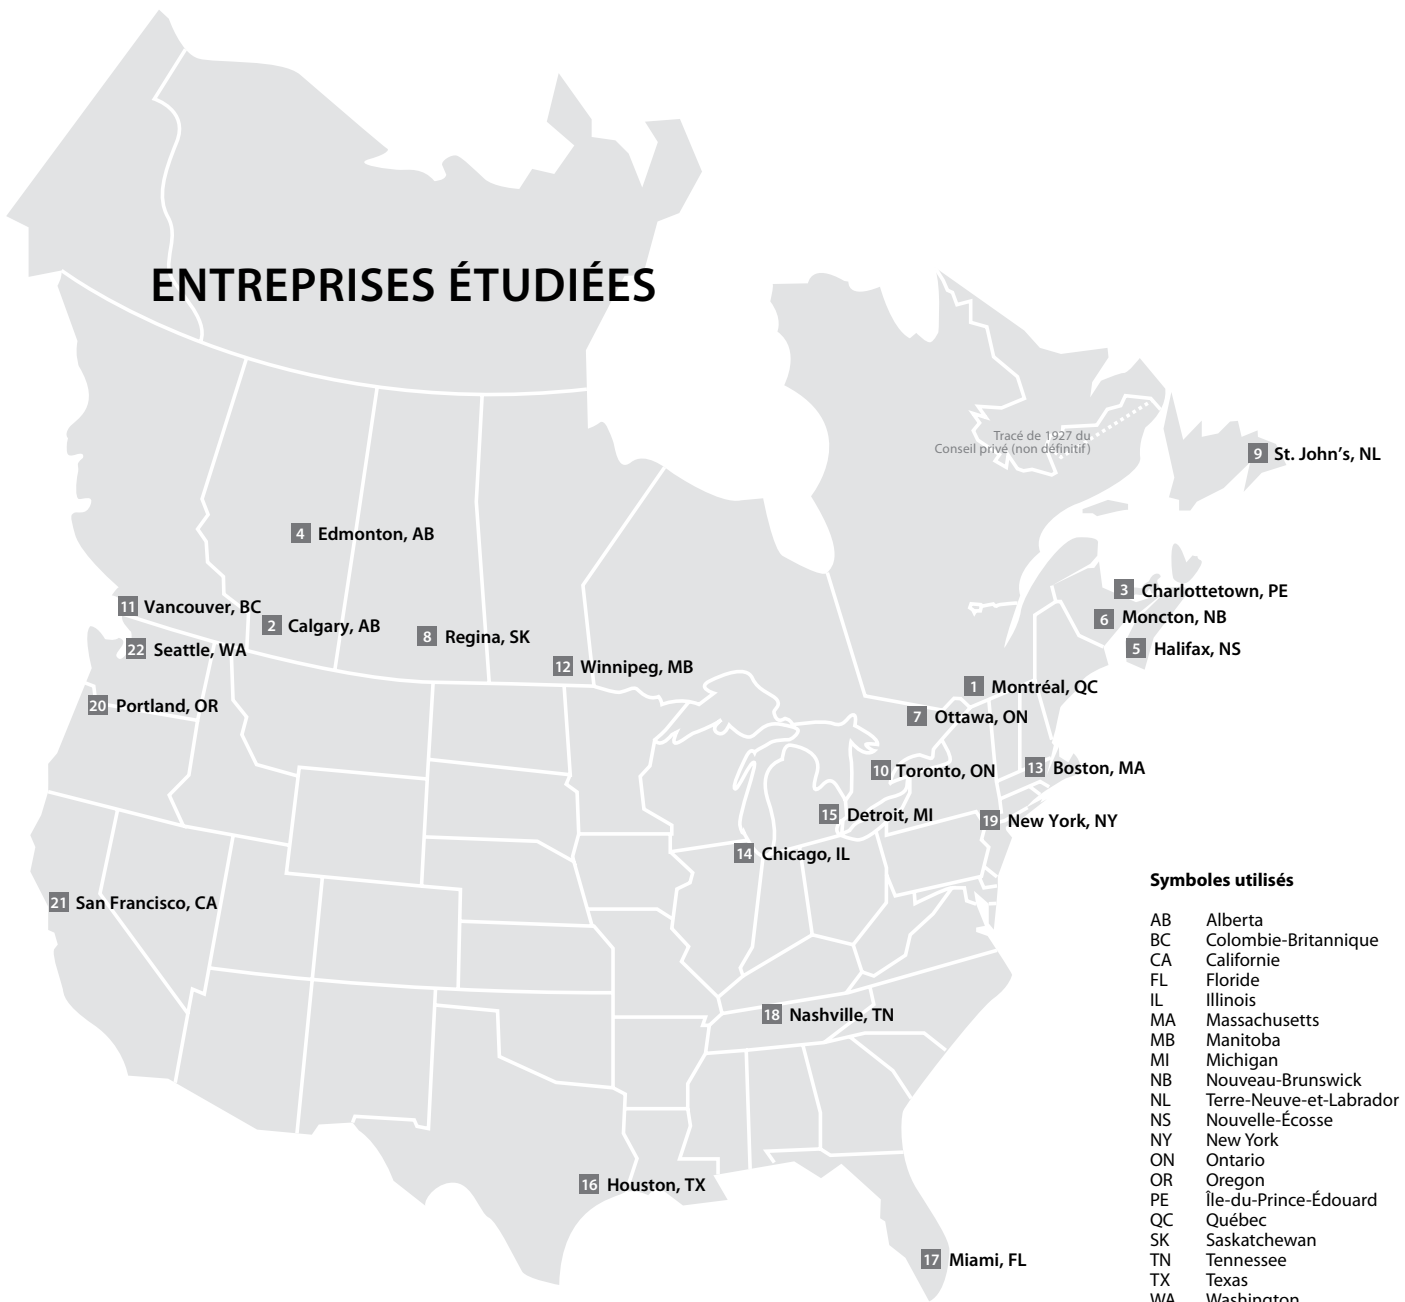 ENTREPRISES ÉTUDIÉES
Tracé de 1927 du
Conseil privé (non définitif)
9 St. John's, NL
4 Edmonton, AB
3 Charlottetown, PE
11 Vancouver, BC
6 Moncton, NB
2 Calgary, AB
8 Regina, SK
22 Seattle, WA
5 Halifax, NS
12 Winnipeg, MB
1 Montréal, QC
20 Portland, OR
7 Ottawa, ON
10 Toronto, ON
13 Boston, MA
15 Detroit, MI
19 New York, NY
14 Chicago, IL
21 San Francisco, CA
18 Nashville, TN
16 Houston, TX
17 Miami, FL
Symboles utilisés
AB Alberta
BC Colombie-Britannique
CA Californie
FL Floride
IL Illinois
MA Massachusetts
MB Manitoba
MI Michigan
NB Nouveau-Brunswick
NL Terre-Neuve-et-Labrador
NS Nouvelle-Écosse
NY New York
ON Ontario
OR Oregon
PE Île-du-Prince-Édouard
QC Québec
SK Saskatchewan
TN Tennessee
TX Texas
WA Washington